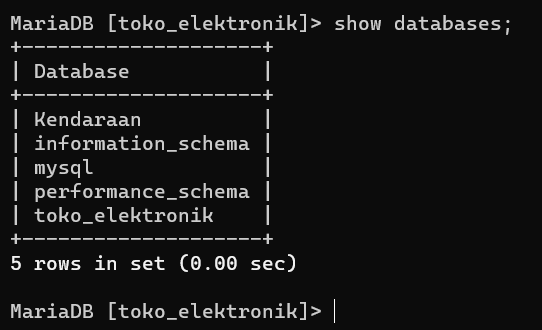 MariaDB [toko_elektronik]> show databases;
+--------------------+
| Database           |
+--------------------+
| Kendaraan          |
| information_schema |
| mysql              |
| performance_schema |
| toko_elektronik    |
+--------------------+
5 rows in set (0.00 sec)
MariaDB [toko_elektronik]>